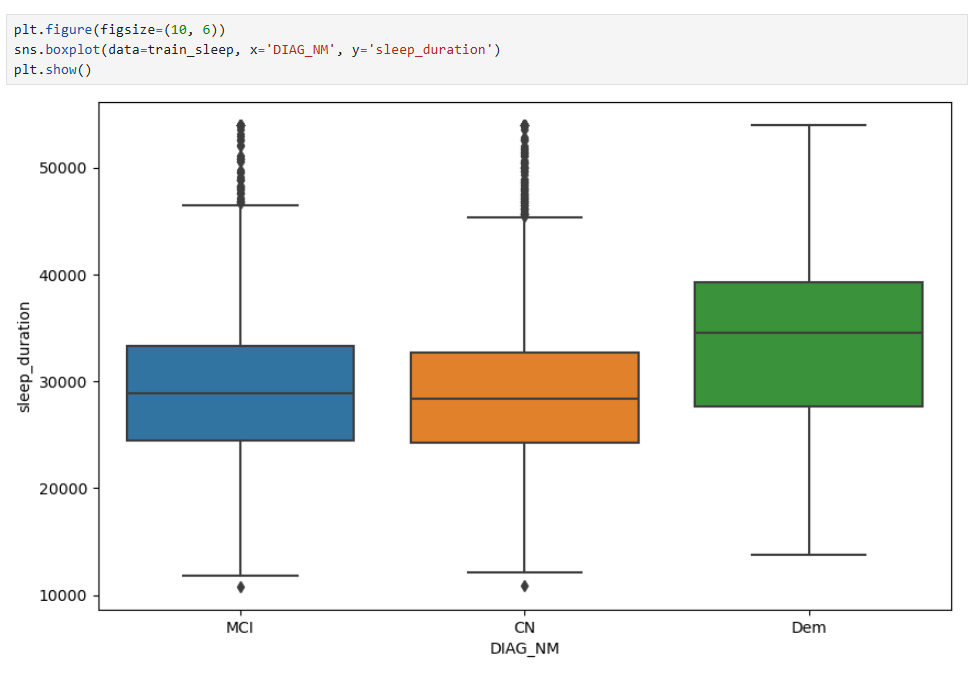 plt.figure(figsize=(10, 6))
sns.boxplot(data=train_sleep, x='DIAG_NM', y='sleep_duration')
plt.show()
50000
40000
30000
20000
10000
sleep_duration
MCI CN Dem
DIAG_NM